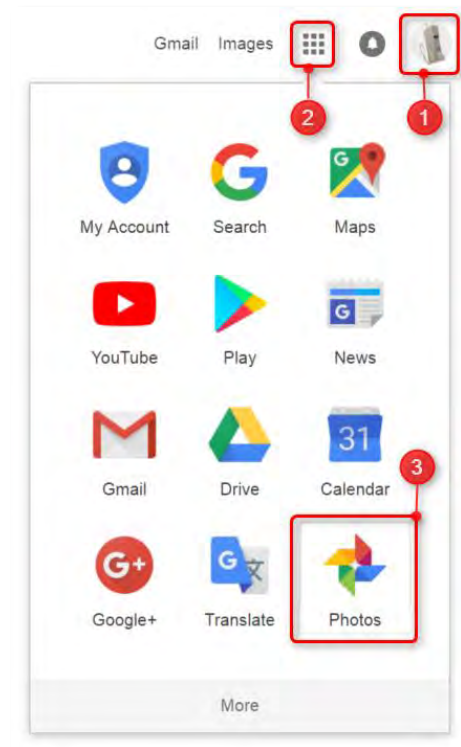 Gmail Images
2 1
My Account Search Maps
G
YouTube Play News
31
3
Gmail Drive Calendar
G+
G 文
Google+ Translate Photos
More